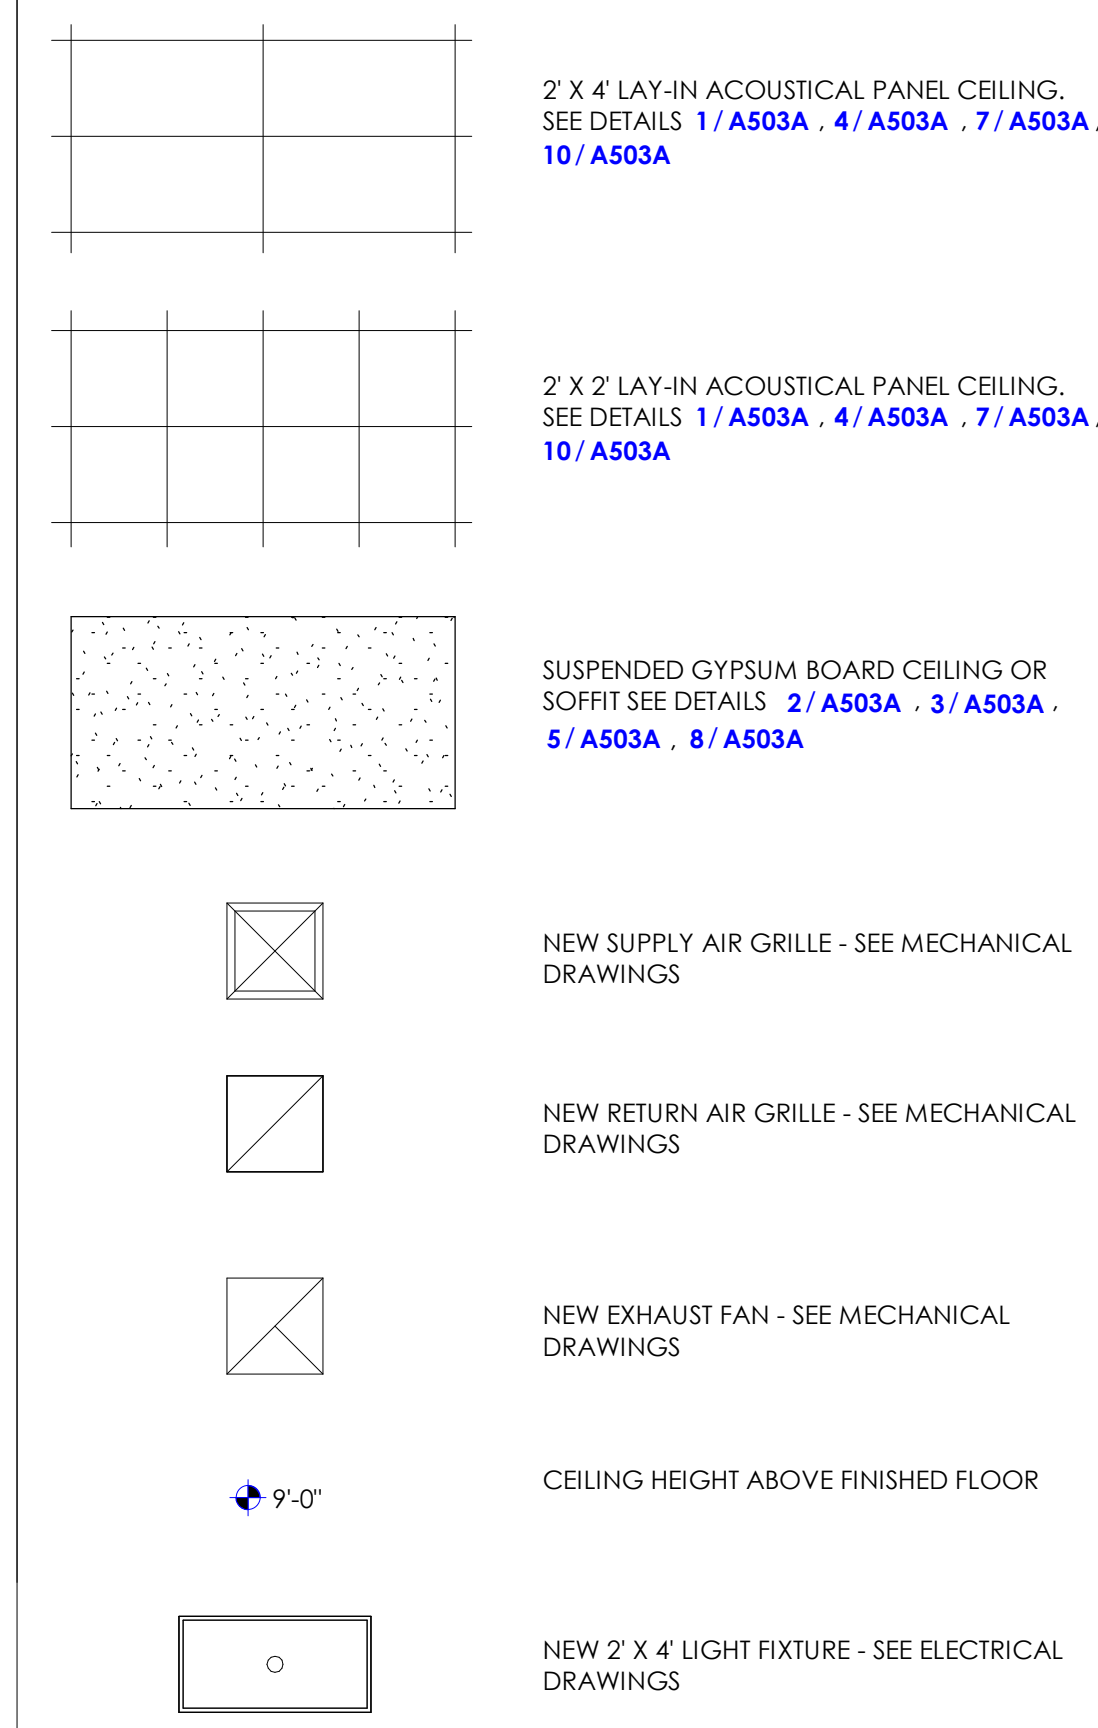 2' X 4' LAY-IN ACOUSTICAL PANEL CEILING.
SEE DETAILS 1/A503A , 4/A503A , 7/A503A ,
10/A503A
2' X 2' LAY-IN ACOUSTICAL PANEL CEILING.
SEE DETAILS 1/A503A , 4/A503A , 7/A503A ,
10/A503A
SUSPENDED GYPSUM BOARD CEILING OR
SOFFIT SEE DETAILS 2/A503A , 3/A503A ,
5/A503A , 8/A503A
NEW SUPPLY AIR GRILLE - SEE MECHANICAL
DRAWINGS
NEW RETURN AIR GRILLE - SEE MECHANICAL
DRAWINGS
NEW EXHAUST FAN - SEE MECHANICAL
DRAWINGS
9'-0" CEILING HEIGHT ABOVE FINISHED FLOOR
NEW 2' X 4' LIGHT FIXTURE - SEE ELECTRICAL
DRAWINGS